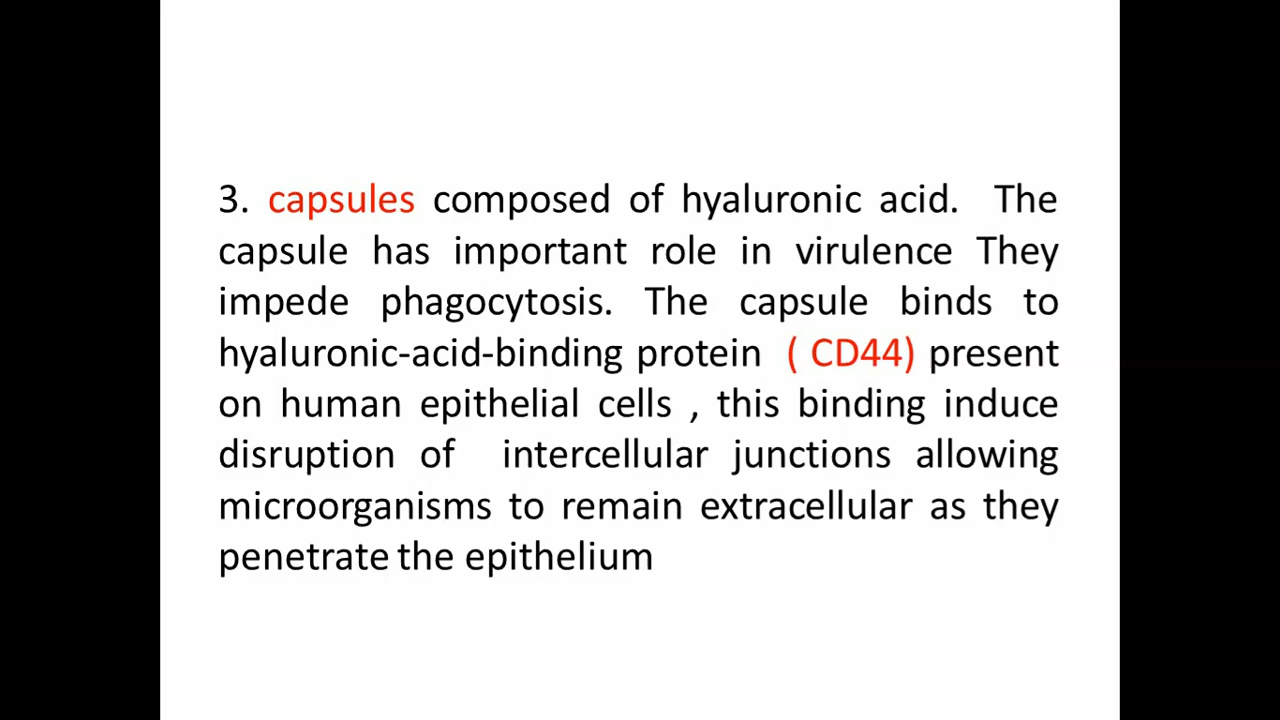 3. capsules composed of hyaluronic acid. The
capsule has important role in virulence They
impede phagocytosis. The capsule binds to
hyaluronic-acid-binding protein ( CD44) present
on human epithelial cells , this binding induce
disruption of intercellular junctions allowing
microorganisms to remain extracellular as they
penetrate the epithelium